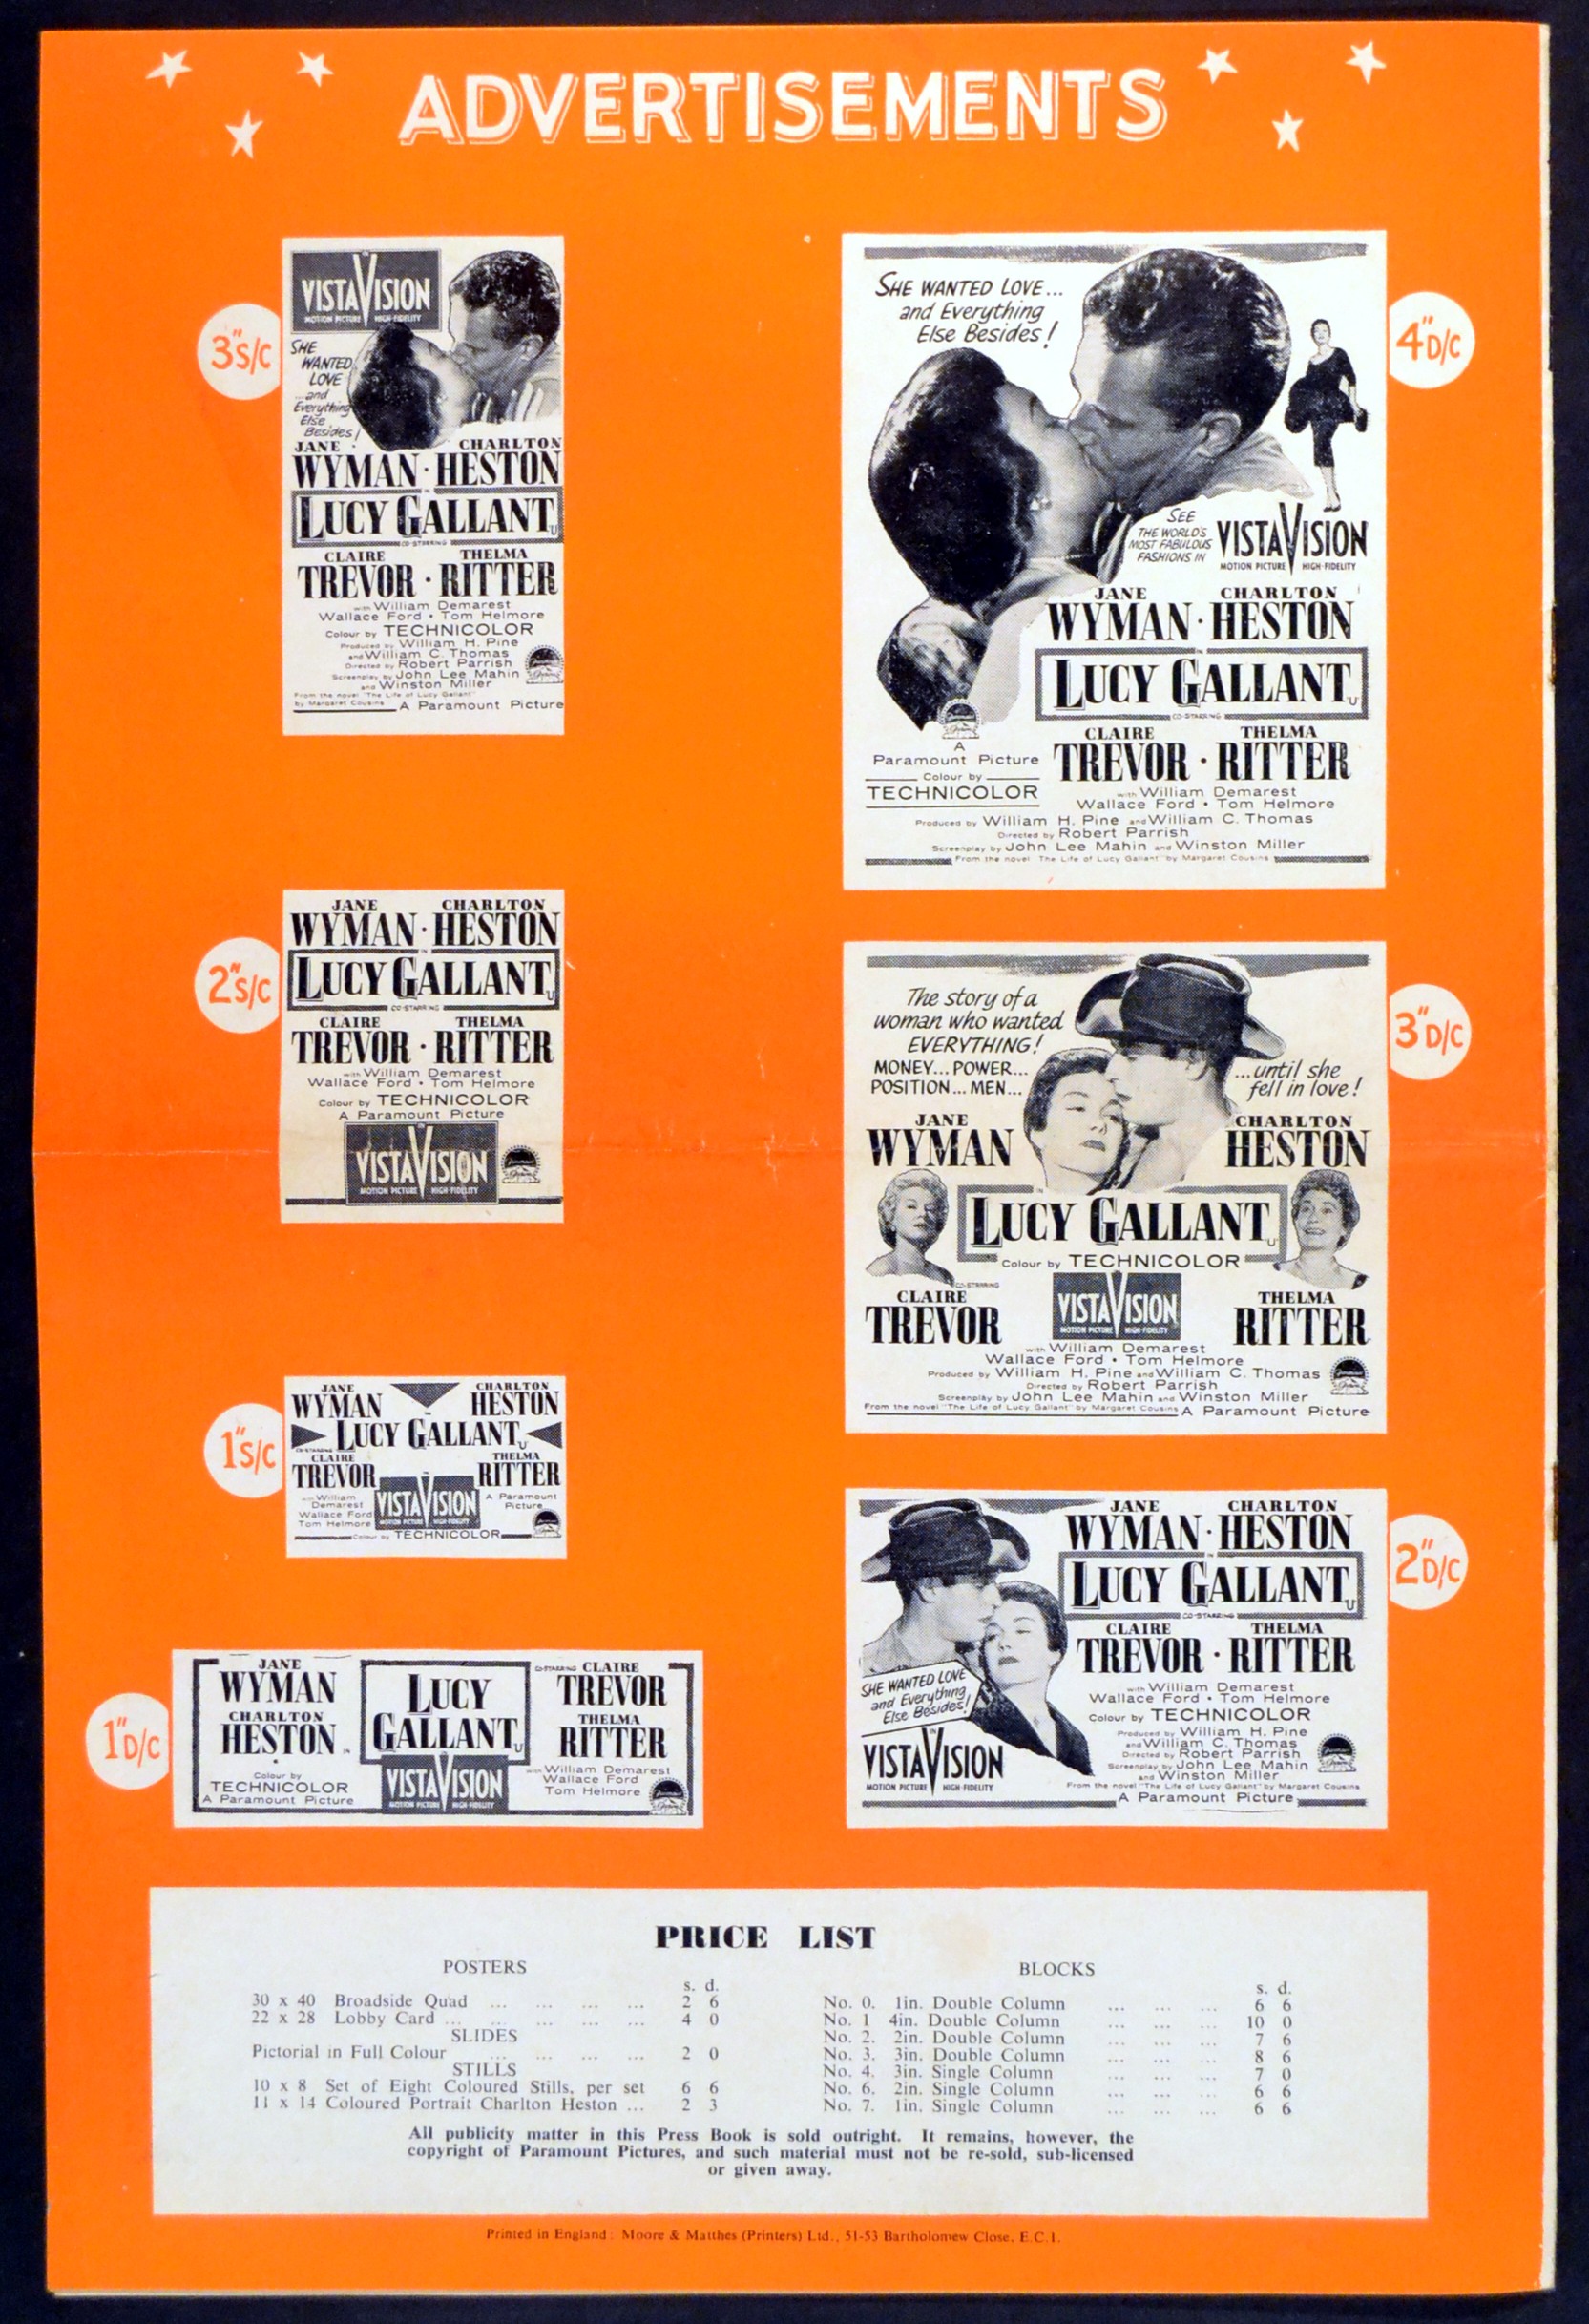 ADVERTISEMENTS
3"S/C
VISTAVISION
MOTION PICTURE HIGH-FIDELITY
SHE
WANTED
LOVE
...and
Everything
Else
Besides!
JANE CHARLTON
WYMAN · HESTON
IN
LUCY GALLANT U
CO-STARRING
CLAIRE THELMA
TREVOR · RITTER
with William Demarest
Wallace Ford • Tom Helmore
Colour by TECHNICOLOR
Produced by William H. Pine
and William C. Thomas
Directed by Robert Parrish
Screenplay by John Lee Mahin
and Winston Miller
From the novel "The Life of Lucy Gallant"
by Margaret Cousins A Paramount Picture
4"D/C
SHE WANTED LOVE...
and Everything
Else Besides!
SEE
THE WORLD'S
MOST FABULOUS
FASHIONS IN
VISTAVISION
MOTION PICTURE HIGH-FIDELITY
JANE CHARLTON
WYMAN · HESTON
IN
LUCY GALLANT U
CO-STARRING
CLAIRE THELMA
TREVOR · RITTER
A
Paramount Picture
Colour by
TECHNICOLOR
with William Demarest
Wallace Ford • Tom Helmore
Produced by William H. Pine and William C. Thomas
Directed by Robert Parrish
Screenplay by John Lee Mahin and Winston Miller
From the novel "The Life of Lucy Gallant" by Margaret Cousins
2"S/C
JANE CHARLTON
WYMAN · HESTON
IN
LUCY GALLANT U
CO-STARRING
CLAIRE THELMA
TREVOR · RITTER
with William Demarest
Wallace Ford • Tom Helmore
Colour by TECHNICOLOR
A Paramount Picture
VISTAVISION
MOTION PICTURE HIGH-FIDELITY
3"D/C
The story of a
woman who wanted
EVERYTHING!
MONEY... POWER...
POSITION... MEN...
...until she
fell in love!
JANE CHARLTON
WYMAN HESTON
IN
LUCY GALLANT U
Colour by TECHNICOLOR
CO-STARRING
CLAIRE THELMA
TREVOR RITTER
VISTAVISION
MOTION PICTURE HIGH-FIDELITY
with William Demarest
Wallace Ford • Tom Helmore
Produced by William H. Pine and William C. Thomas
Directed by Robert Parrish
Screenplay by John Lee Mahin and Winston Miller
From the novel "The Life of Lucy Gallant" by Margaret Cousins A Paramount Picture
1"S/C
JANE CHARLTON
WYMAN HESTON
LUCY GALLANT U
CO-STARRING
CLAIRE THELMA
TREVOR RITTER
with William
Demarest
Wallace Ford
Tom Helmore
VISTAVISION
MOTION PICTURE HIGH-FIDELITY
A Paramount
Picture
Colour by TECHNICOLOR
2"D/C
JANE CHARLTON
WYMAN · HESTON
IN
LUCY GALLANT U
CO-STARRING
CLAIRE THELMA
TREVOR · RITTER
SHE WANTED LOVE
and Everything
Else Besides!
IN
VISTAVISION
MOTION PICTURE HIGH-FIDELITY
with William Demarest
Wallace Ford • Tom Helmore
Colour by TECHNICOLOR
Produced by William H. Pine
and William C. Thomas
Directed by Robert Parrish
Screenplay by John Lee Mahin
and Winston Miller
From the novel "The Life of Lucy Gallant" by Margaret Cousins
A Paramount Picture
1"D/C
JANE
WYMAN
CHARLTON
HESTON IN
Colour by
TECHNICOLOR
A Paramount Picture
LUCY
GALLANT U
VISTAVISION
MOTION PICTURE HIGH-FIDELITY
CO-STARRING CLAIRE
TREVOR
THELMA
RITTER
with William Demarest
Wallace Ford
Tom Helmore
PRICE LIST
POSTERS
s. d.
30 x 40 Broadside Quad ... ... ... ... 2 6
22 x 28 Lobby Card ... ... ... ... ... 4 0
SLIDES
Pictorial in Full Colour ... ... ... ... 2 0
STILLS
10 x 8 Set of Eight Coloured Stills, per set 6 6
11 x 14 Coloured Portrait Charlton Heston ... 2 3
BLOCKS
s. d.
No. 0. 1in. Double Column ... ... ... 6 6
No. 1 4in. Double Column ... ... ... 10 0
No. 2. 2in. Double Column ... ... ... 7 6
No. 3. 3in. Double Column ... ... ... 8 6
No. 4. 3in. Single Column ... ... ... 7 0
No. 6. 2in. Single Column ... ... ... 6 6
No. 7. 1in. Single Column ... ... ... 6 6
All publicity matter in this Press Book is sold outright. It remains, however, the
copyright of Paramount Pictures, and such material must not be re-sold, sub-licensed
or given away.
Printed in England: Moore & Matthes (Printers) Ltd., 51-53 Bartholomew Close, E.C.1.